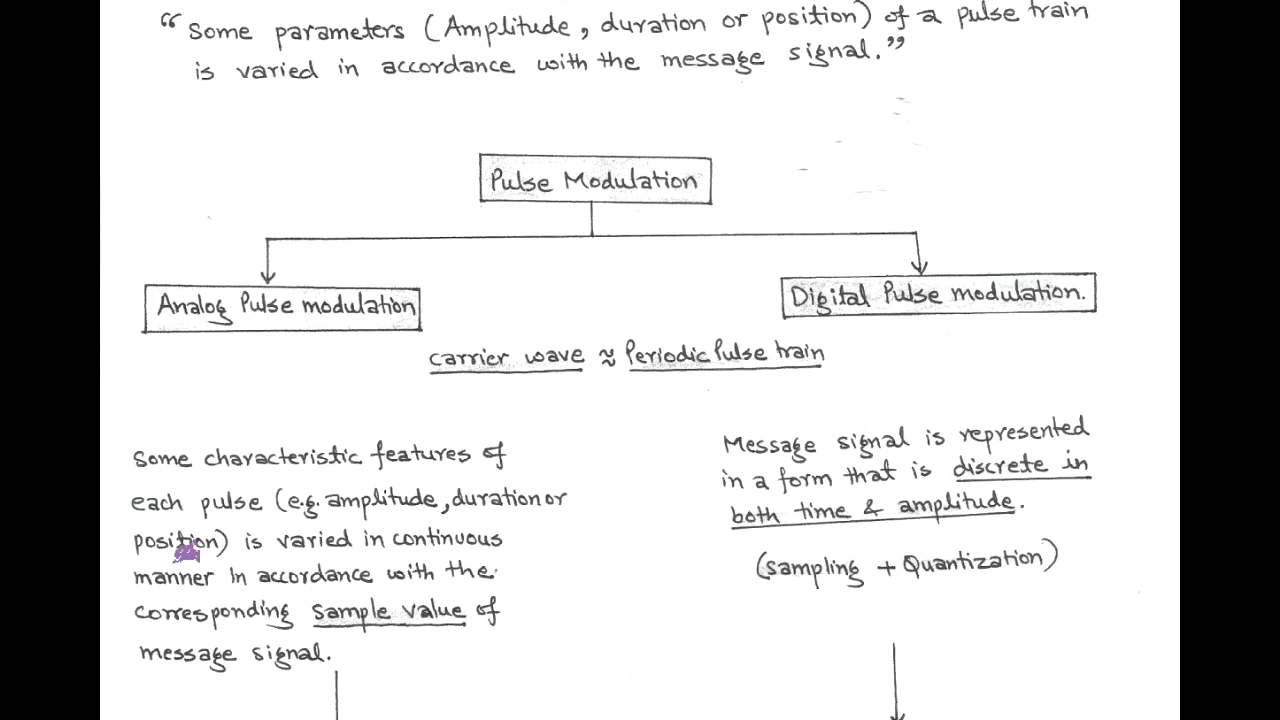 “ Some parameters (Amplitude, duration or position) of a pulse train
is varied in accordance with the message signal.”
Pulse Modulation
Analog Pulse modulation
Digital Pulse modulation.
carrier wave ≈ Periodic Pulse train
Some characteristic features of
each pulse (e.g. amplitude, duration or
position) is varied in continuous
manner in accordance with the
corresponding sample value of
message signal.
Message signal is represented
in a form that is discrete in
both time & amplitude.
(sampling + Quantization)